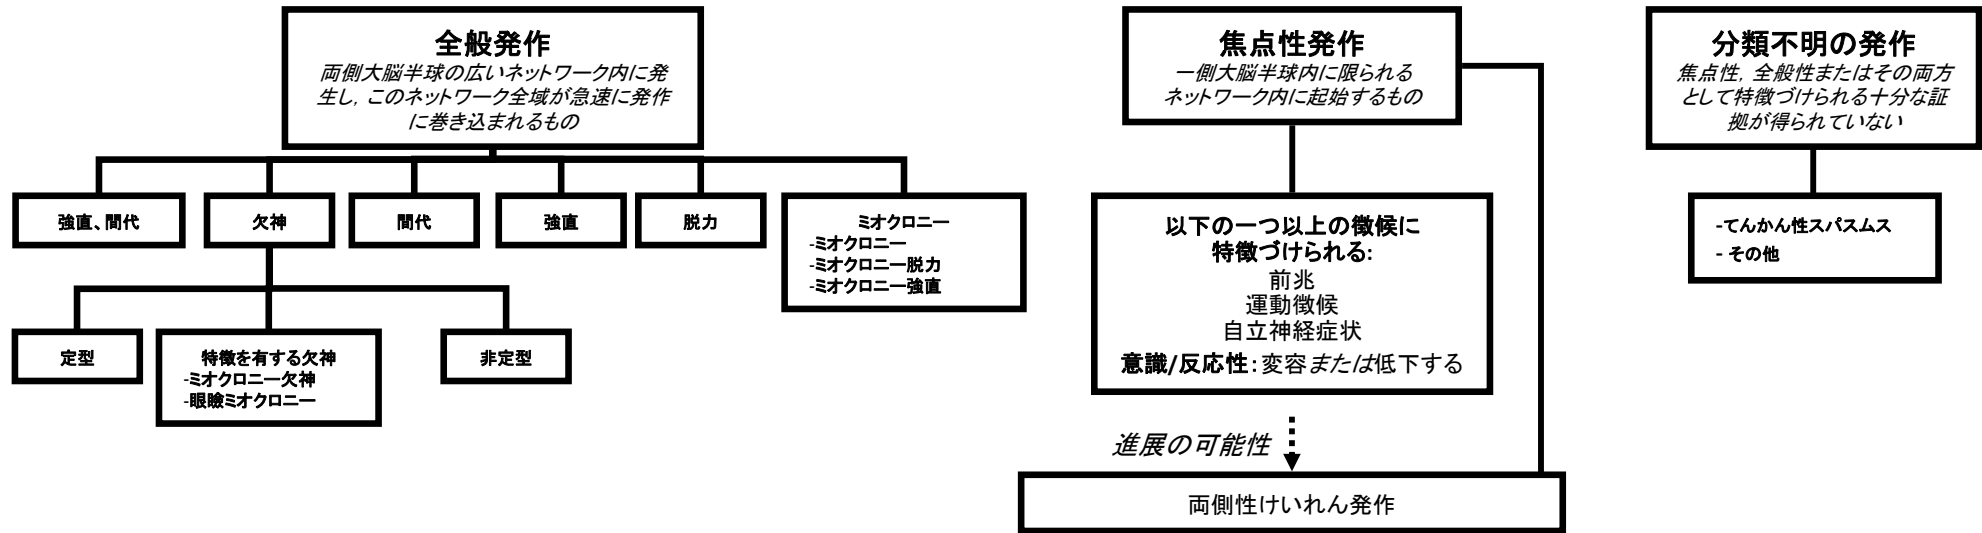 全般発作
両側大脳半球の広いネットワーク内に発
生し，このネットワーク全域が急速に発作
に巻き込まれるもの
強直、間代
欠神
間代
強直
脱力
ミオクロニー
-ミオクロニー
-ミオクロニー脱力
-ミオクロニー強直
定型
特徴を有する欠神
-ミオクロニー欠神
-眼瞼ミオクロニー
非定型
焦点性発作
一側大脳半球内に限られる
ネットワーク内に起始するもの
以下の一つ以上の徴候に
特徴づけられる:
前兆
運動徴候
自立神経症状
意識/反応性：変容または低下する
進展の可能性
両側性けいれん発作
分類不明の発作
焦点性，全般性またはその両方
として特徴づけられる十分な証
拠が得られていない
-てんかん性スパスムス
- その他